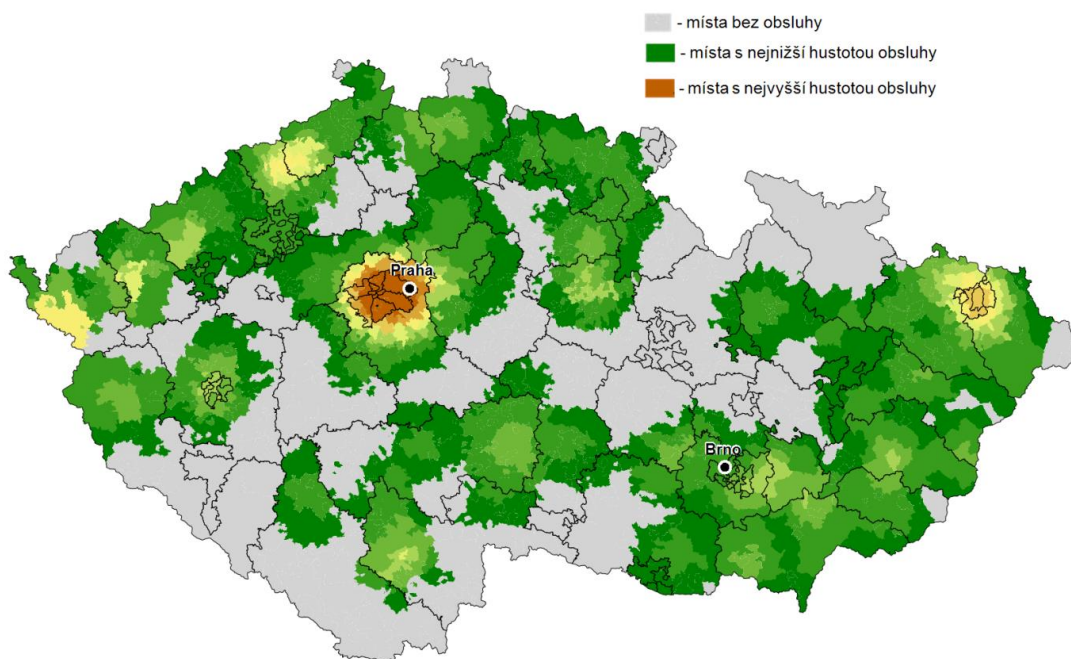 - místa bez obsluhy
- místa s nejnižší hustotou obsluhy
- místa s nejvyšší hustotou obsluhy
Praha
Brno